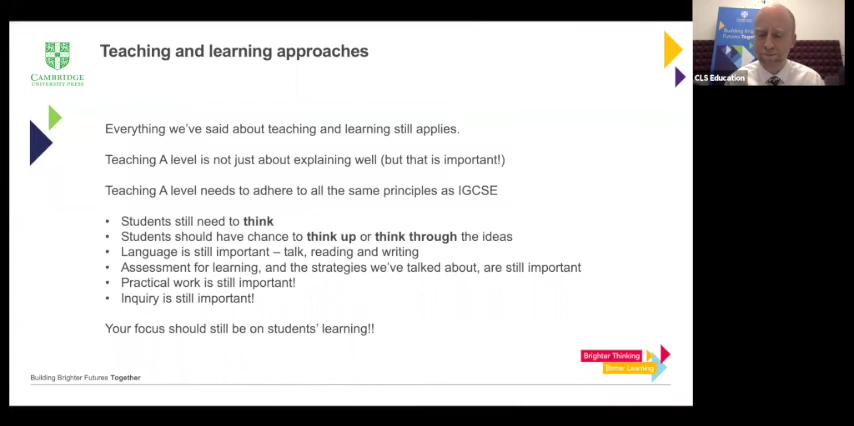 Teaching and learning approaches
CAMBRIDGE
UNIVERSITY PRESS
Everything we've said about teaching and learning still applies.
Teaching A level is not just about explaining well (but that is important!)
Teaching A level needs to adhere to all the same principles as IGCSE
• Students still need to think
• Students should have chance to think up or think through the ideas
• Language is still important – talk, reading and writing
• Assessment for learning, and the strategies we've talked about, are still important
• Practical work is still important!
• Inquiry is still important!
Your focus should still be on students' learning!!
Brighter Thinking
Better Learning
Building Brighter Futures Together
Building Brighter
Futures Together
CLS Education